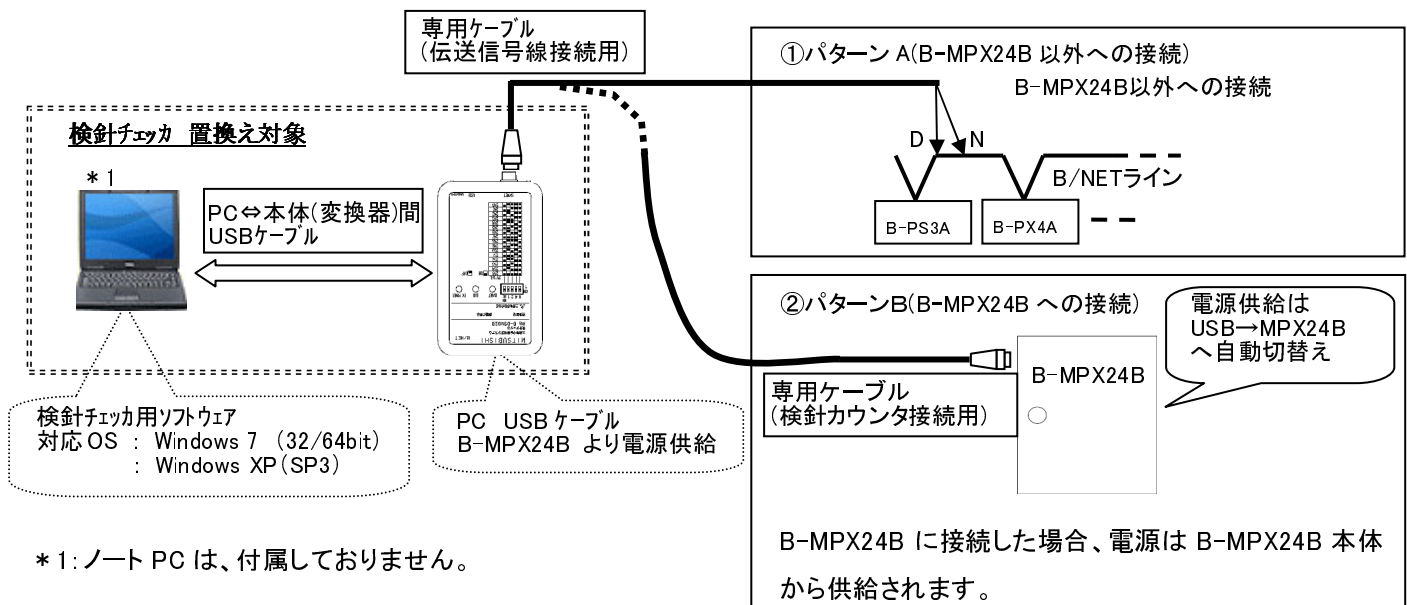 専用ケーブル
(伝送信号線接続用)
検針チェッカ 置換え対象
*1
PC⇔本体(変換器)間
USBケーブル
MITSUBISHI
B/NET
検針チェッカ用ソフトウェア
対応OS : Windows 7 (32/64bit)
: Windows XP(SP3)
PC USB ケーブル
B-MPX24B より電源供給
*1:ノート PC は、付属しておりません。
①パターン A(B-MPX24B 以外への接続)
B-MPX24B以外への接続
D N
B/NETライン
B-PS3A
B-PX4A
②パターンB(B-MPX24B への接続)
電源供給は
USB→MPX24B
へ自動切替え
B-MPX24B
専用ケーブル
(検針カウンタ接続用)
B-MPX24B に接続した場合、電源は B-MPX24B 本体
から供給されます。